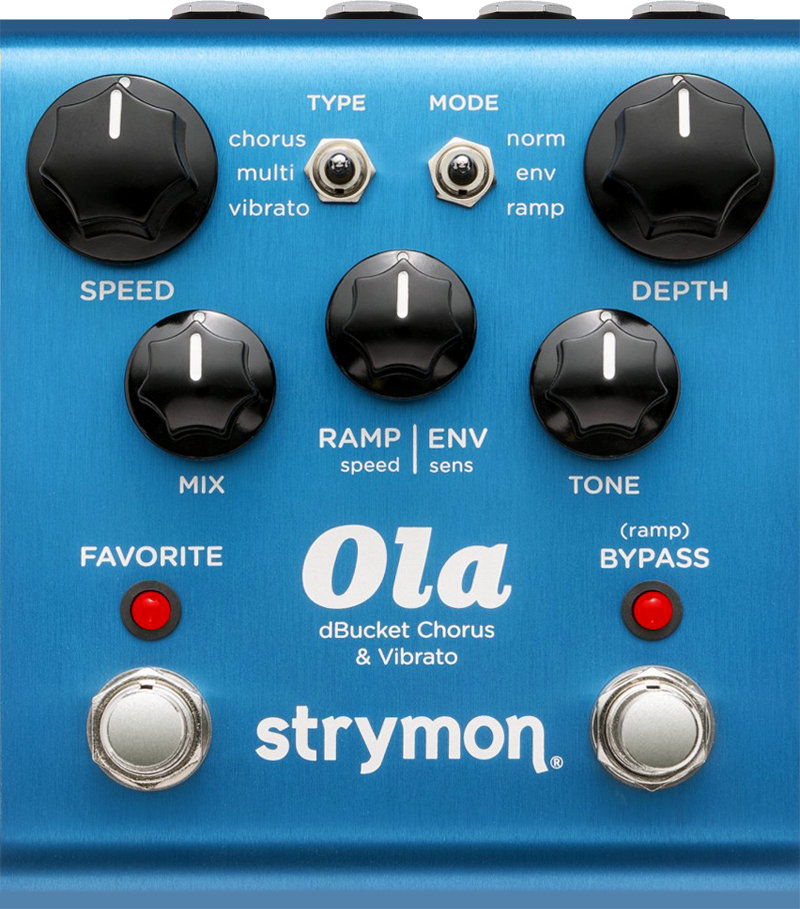 TYPE
MODE
chorus
multi
vibrato
norm
env
ramp
SPEED
DEPTH
RAMP | ENV
speed | sens
MIX
TONE
(ramp)
FAVORITE
BYPASS
Ola
dBucket Chorus
& Vibrato
strymon®